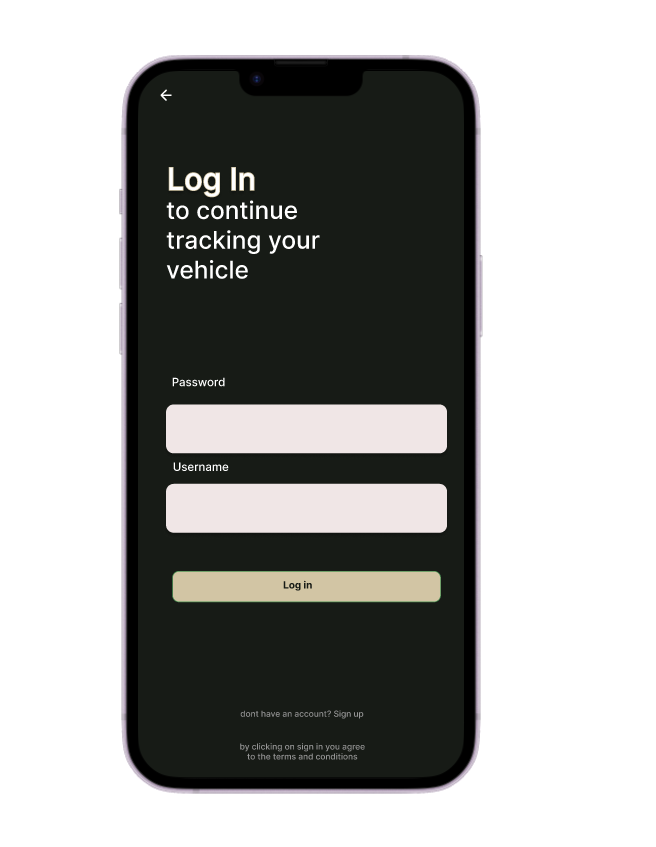 Log In
to continue
tracking your
vehicle
Password
Username
Log in
dont have an account? Sign up
by clicking on sign in you agree
to the terms and conditions